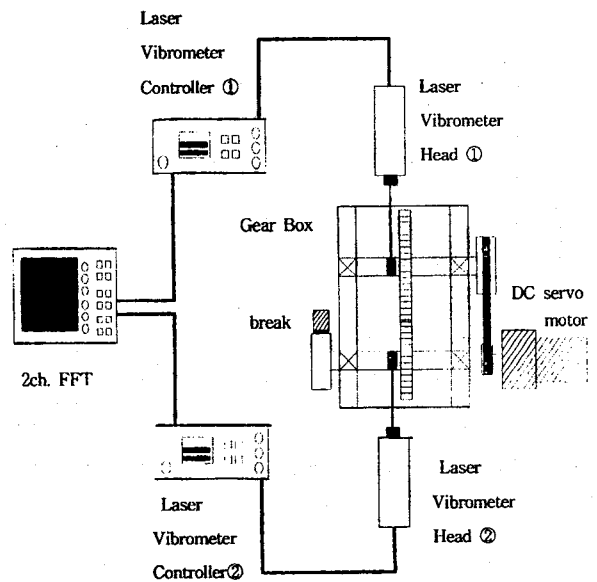 Laser
Vibrometer
Controller ①
Laser
Vibrometer
Head ①
Gear Box
DC servo
motor
break
2ch. FFT
Laser
Vibrometer
Controller②
Laser
Vibrometer
Head ②